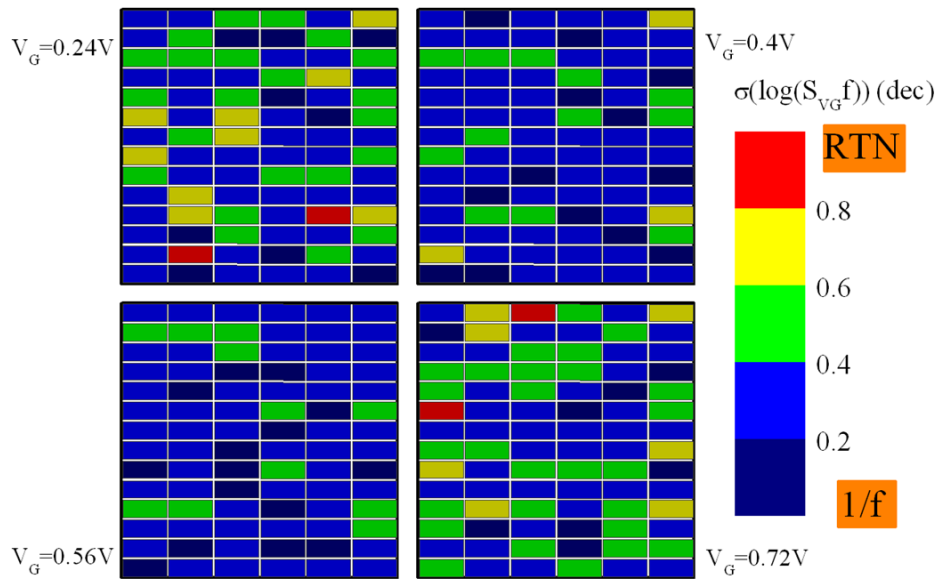 V_G=0.24V
V_G=0.4V
σ(log(S_VG f)) (dec)
RTN
0.8
0.6
0.4
0.2
1/f
V_G=0.56V
V_G=0.72V